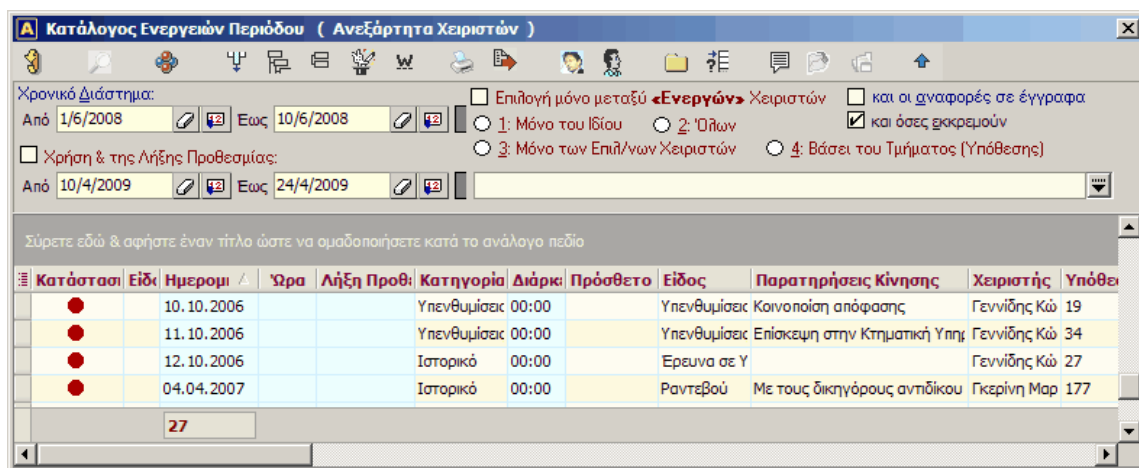 Κατάλογος Ενεργειών Περιόδου ( Ανεξάρτητα Χειριστών )
Χρονικό Διάστημα:
Από 1/6/2008 Εως 10/6/2008
Χρήση & της Λήξης Προθεσμίας:
Από 10/4/2009 Έως 24/4/2009
Επιλογή μόνο μεταξύ «Ενεργών» Χειριστών
και οι αναφορές σε έγγραφα
1: Μόνο του Ιδίου 2: Όλων
και όσες εκκρεμούν
3: Μόνο των Επιλ/νων Χειριστών 4: Βάσει του Τμήματος (Υπόθεσης)
Σύρετε εδώ & αφήστε έναν τίτλο ώστε να ομαδοποιήσετε κατά το ανάλογο πεδίο
Κατάστασι Είδο Ημερομι Ώρα Λήξη Προθ Κατηγορία Διάρκ Πρόσθετο Είδος Παρατηρήσεις Κίνησης Χειριστής Υπόθε
10.10.2006 Υπενθυμίσεις 00:00 Υπενθυμίσεις Κοινοποίση απόφασης Γεννίδης Κώ 19
11.10.2006 Υπενθυμίσεις 00:00 Υπενθυμίσεις Επίσκεψη στην Κτηματική Υπηρ Γεννίδης Κώ 34
12.10.2006 Ιστορικό 00:00 Έρευνα σε Υ Γεννίδης Κώ 27
04.04.2007 Ιστορικό 00:00 Ραντεβού Με τους δικηγόρους αντιδίκου Γκερίνη Μαρ 177
27